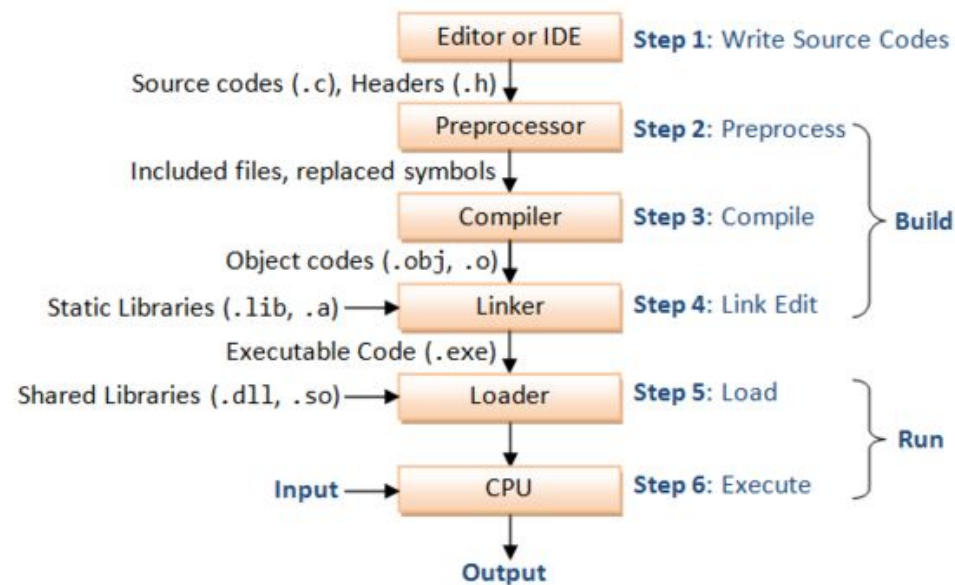 Editor or IDE Step 1: Write Source Codes
Source codes (.c), Headers (.h)
Preprocessor Step 2: Preprocess
Included files, replaced symbols
Compiler Step 3: Compile
Build
Object codes (.obj, .o)
Static Libraries (.lib, .a) Linker Step 4: Link Edit
Executable Code (.exe)
Shared Libraries (.dll, .so) Loader Step 5: Load
Run
Input CPU Step 6: Execute
Output